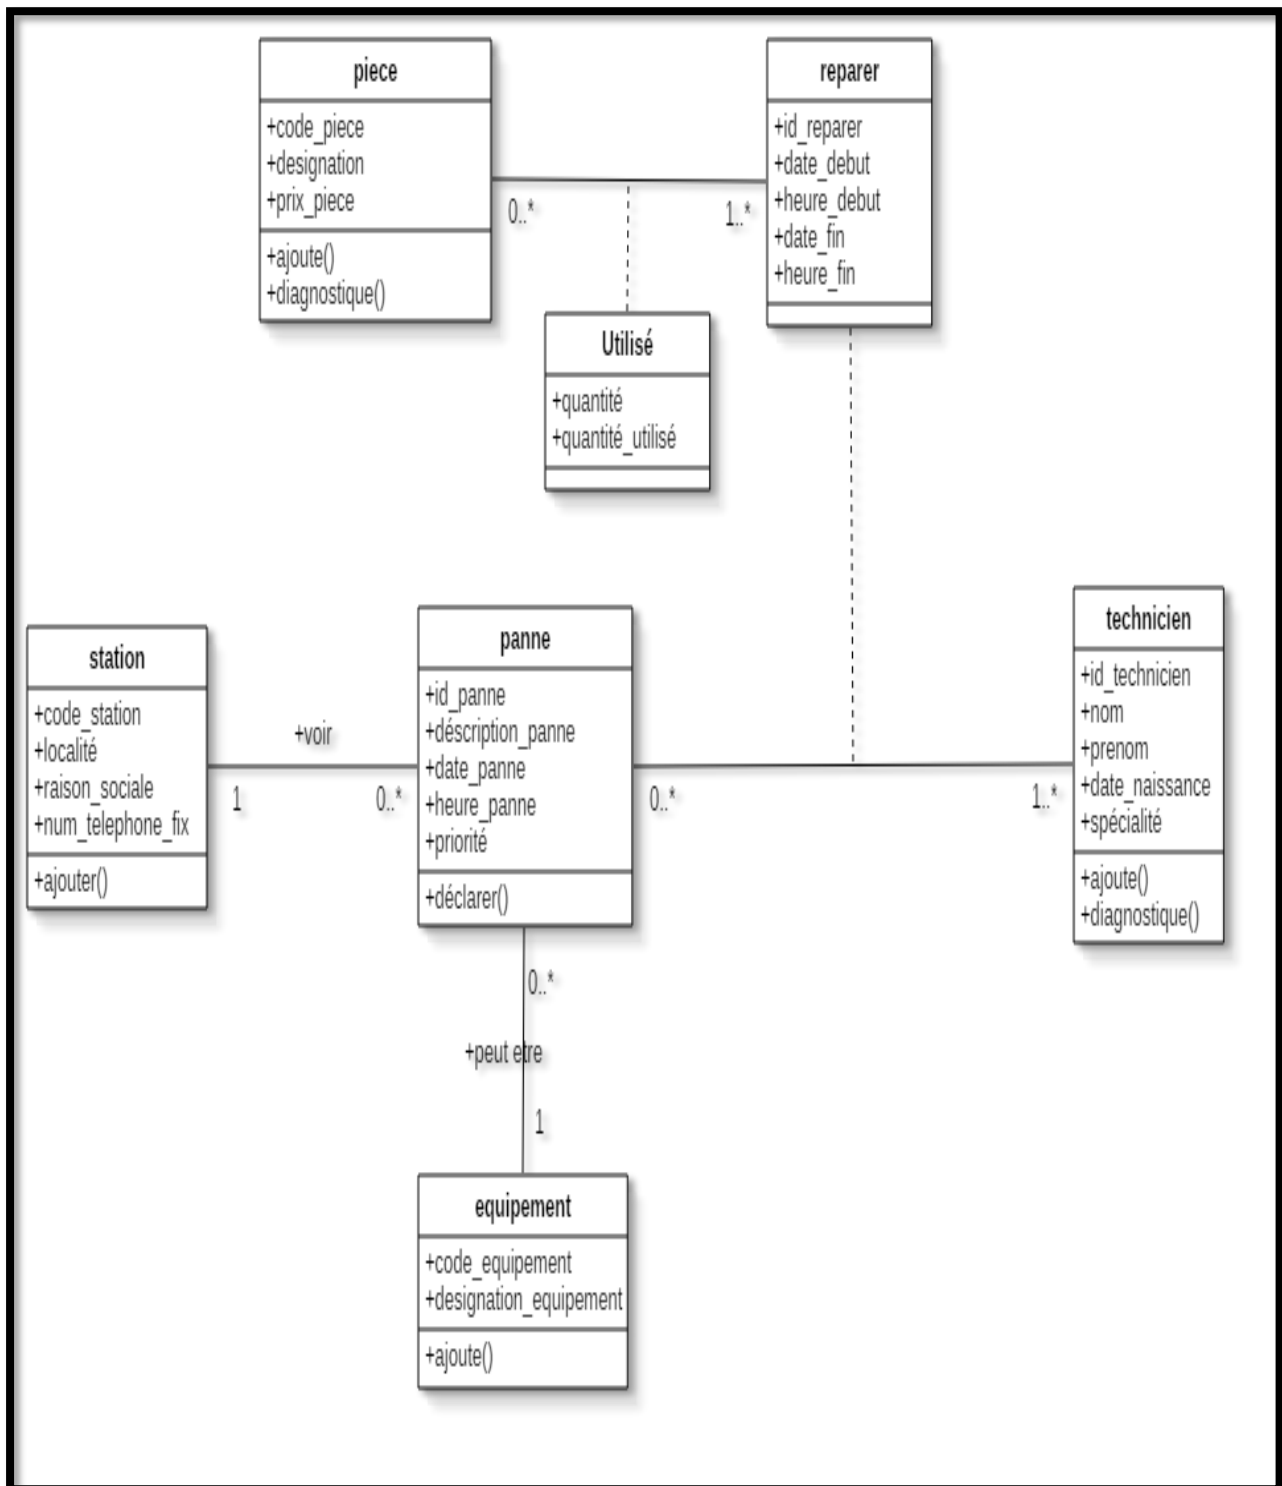 piece
+code_piece
+designation
+prix_piece
+ajoute()
+diagnostique()
0..*
1..*
reparer
+id_reparer
+date_debut
+heure_debut
+date_fin
+heure_fin
Utilisé
+quantité
+quantité_utilisé
station
+code_station
+localité
+raison_sociale
+num_telephone_fix
+ajouter()
+voir
1
0..*
panne
+id_panne
+déscription_panne
+date_panne
+heure_panne
+priorité
+déclarer()
0..*
1..*
technicien
+id_technicien
+nom
+prenom
+date_naissance
+spécialité
+ajoute()
+diagnostique()
0..*
+peut etre
1
equipement
+code_equipement
+designation_equipement
+ajoute()